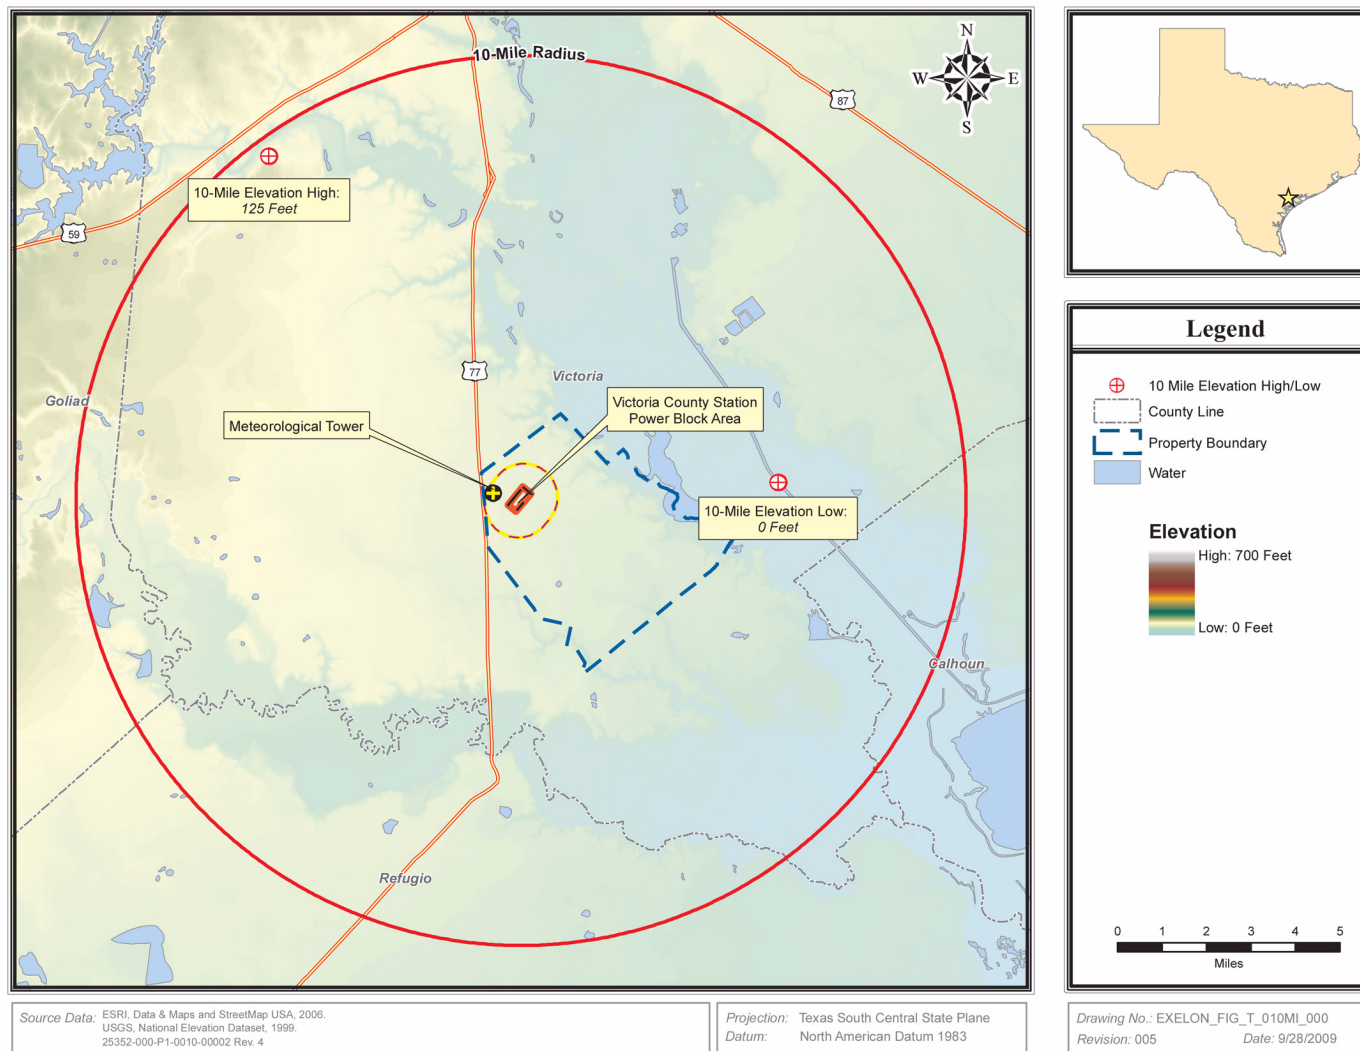 10-Mile Radius
N
W E
S
87
10-Mile Elevation High:
125 Feet
59
77
Victoria
Goliad
Victoria County Station
Power Block Area
Meteorological Tower
10-Mile Elevation Low:
0 Feet
Calhoun
Refugio
Legend
10 Mile Elevation High/Low
County Line
Property Boundary
Water
Elevation
High: 700 Feet
Low: 0 Feet
0 1 2 3 4 5
Miles
Source Data: ESRI, Data & Maps and StreetMap USA, 2006.
USGS, National Elevation Dataset, 1999.
25352-000-P1-0010-00002 Rev. 4
Projection: Texas South Central State Plane
Datum: North American Datum 1983
Drawing No.: EXELON_FIG_T_010MI_000
Revision: 005 Date: 9/28/2009